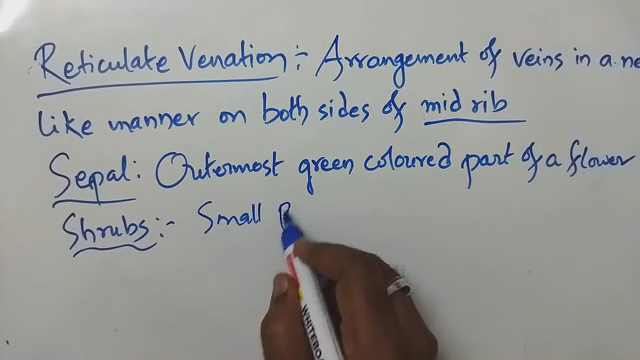 Reticulate Venation :- Arrangement of veins in a ne
like manner on both sides of mid rib
Sepal : Outermost green coloured part of a flower
Shrubs :- Small
WHITEBO